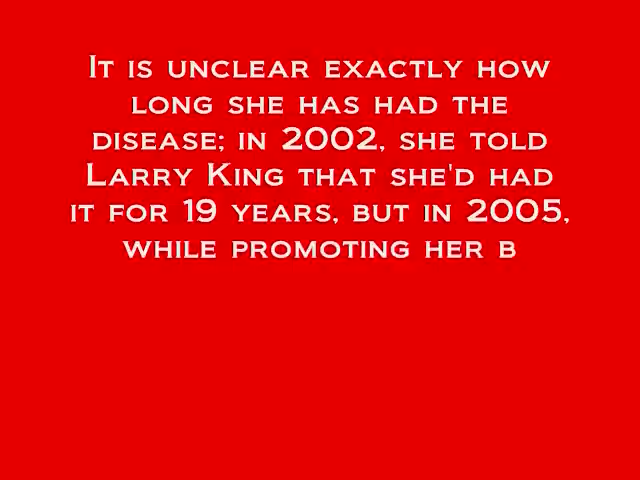 It is unclear exactly how
long she has had the
disease; in 2002, she told
Larry King that she'd had
it for 19 years, but in 2005,
while promoting her b